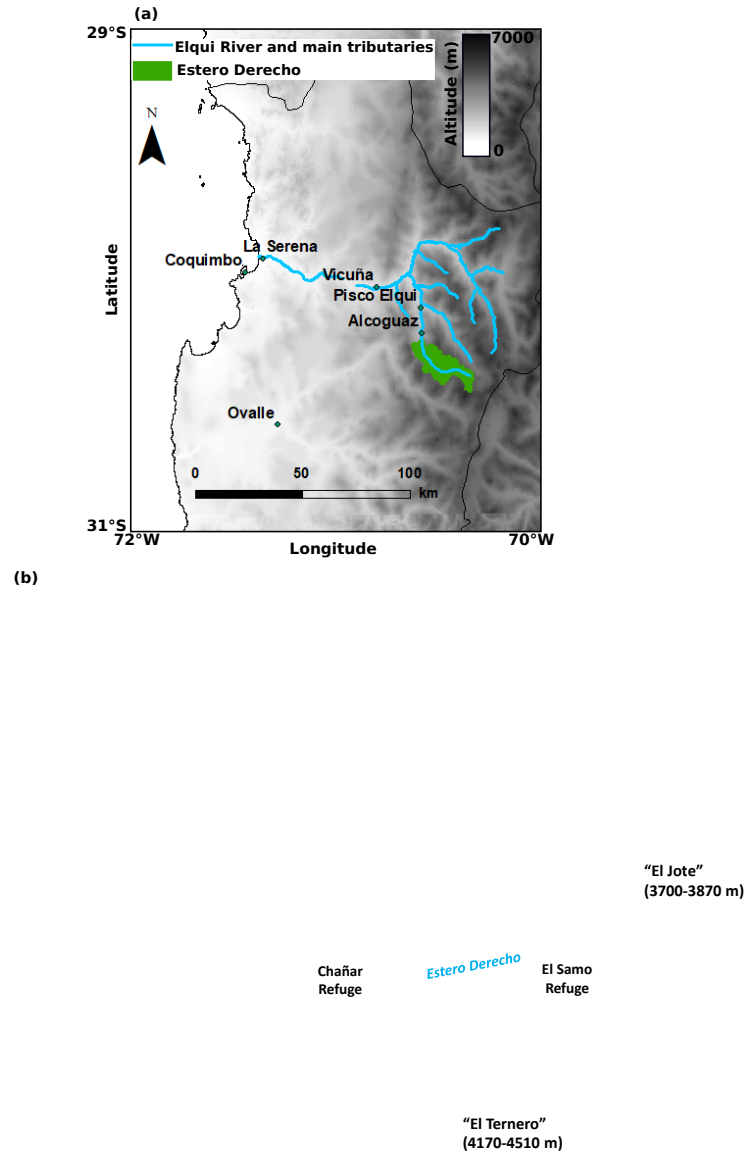 (a)
29°S
Elqui River and main tributaries
Estero Derecho
7000
Altitude (m)
0
N
La Serena
Coquimbo
Vicuña
Pisco Elqui
Alcoguaz
Latitude
Ovalle
0 50 100
km
31°S
72°W
70°W
Longitude
(b)
“El Jote”
(3700-3870 m)
Estero Derecho
Chañar
Refuge
El Samo
Refuge
“El Ternero”
(4170-4510 m)